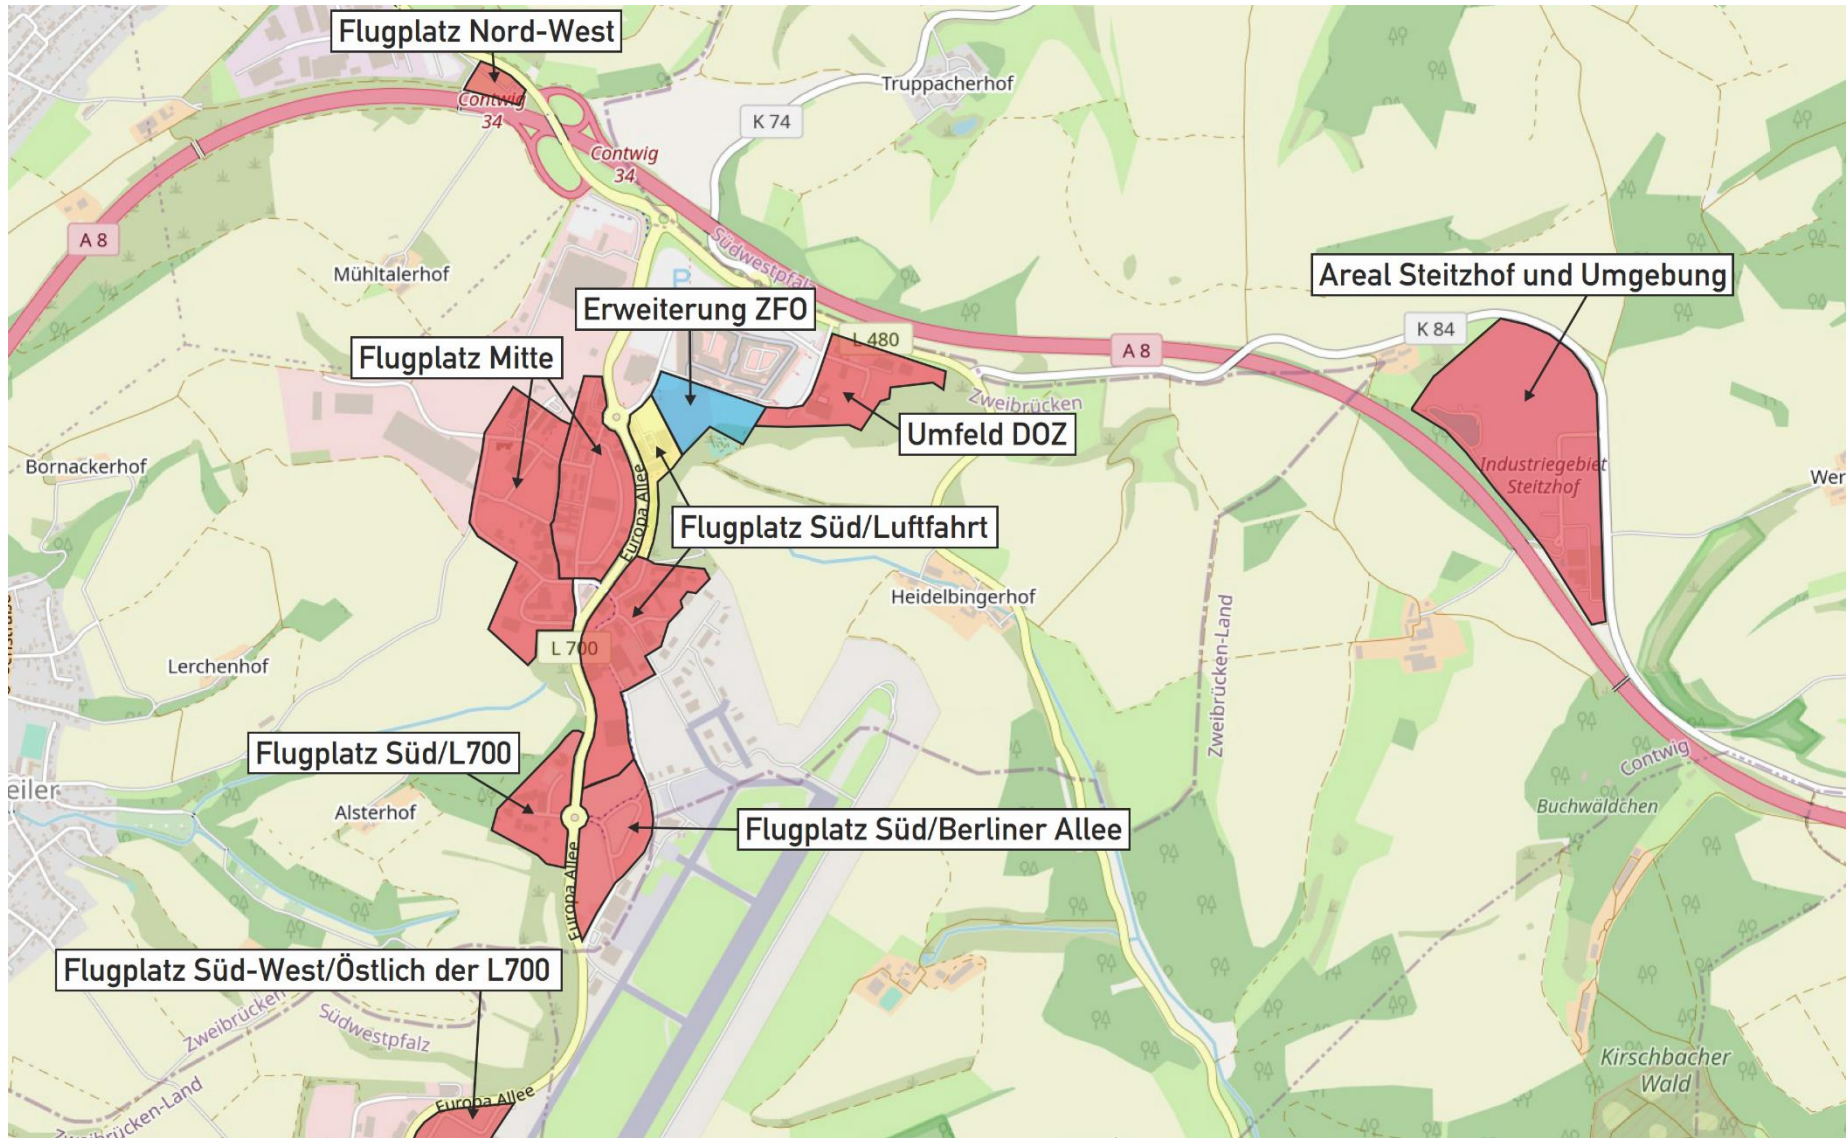 Flugplatz Nord-West
Contwig
34
Contwig
34
Truppacherhof
K 74
A 8
Mühltalerhof
Südwestpfalz
P
Areal Steitzhof und Umgebung
Erweiterung ZFO
L 480
K 84
A 8
Flugplatz Mitte
Zweibrücken
Umfeld DOZ
Bornackerhof
Industriegebiet
Steitzhof
Wer
Europa Allee
Flugplatz Süd/Luftfahrt
Heidelbingerhof
L 700
Lerchenhof
Zweibrücken-Land
Flugplatz Süd/L700
Contwig
eiler
Alsterhof
Buchwäldchen
Flugplatz Süd/Berliner Allee
Europa Allee
Flugplatz Süd-West/Östlich der L700
Zweibrücken
Südwestpfalz
Kirschbacher
Wald
Europa Allee
Zweibrücken-Land